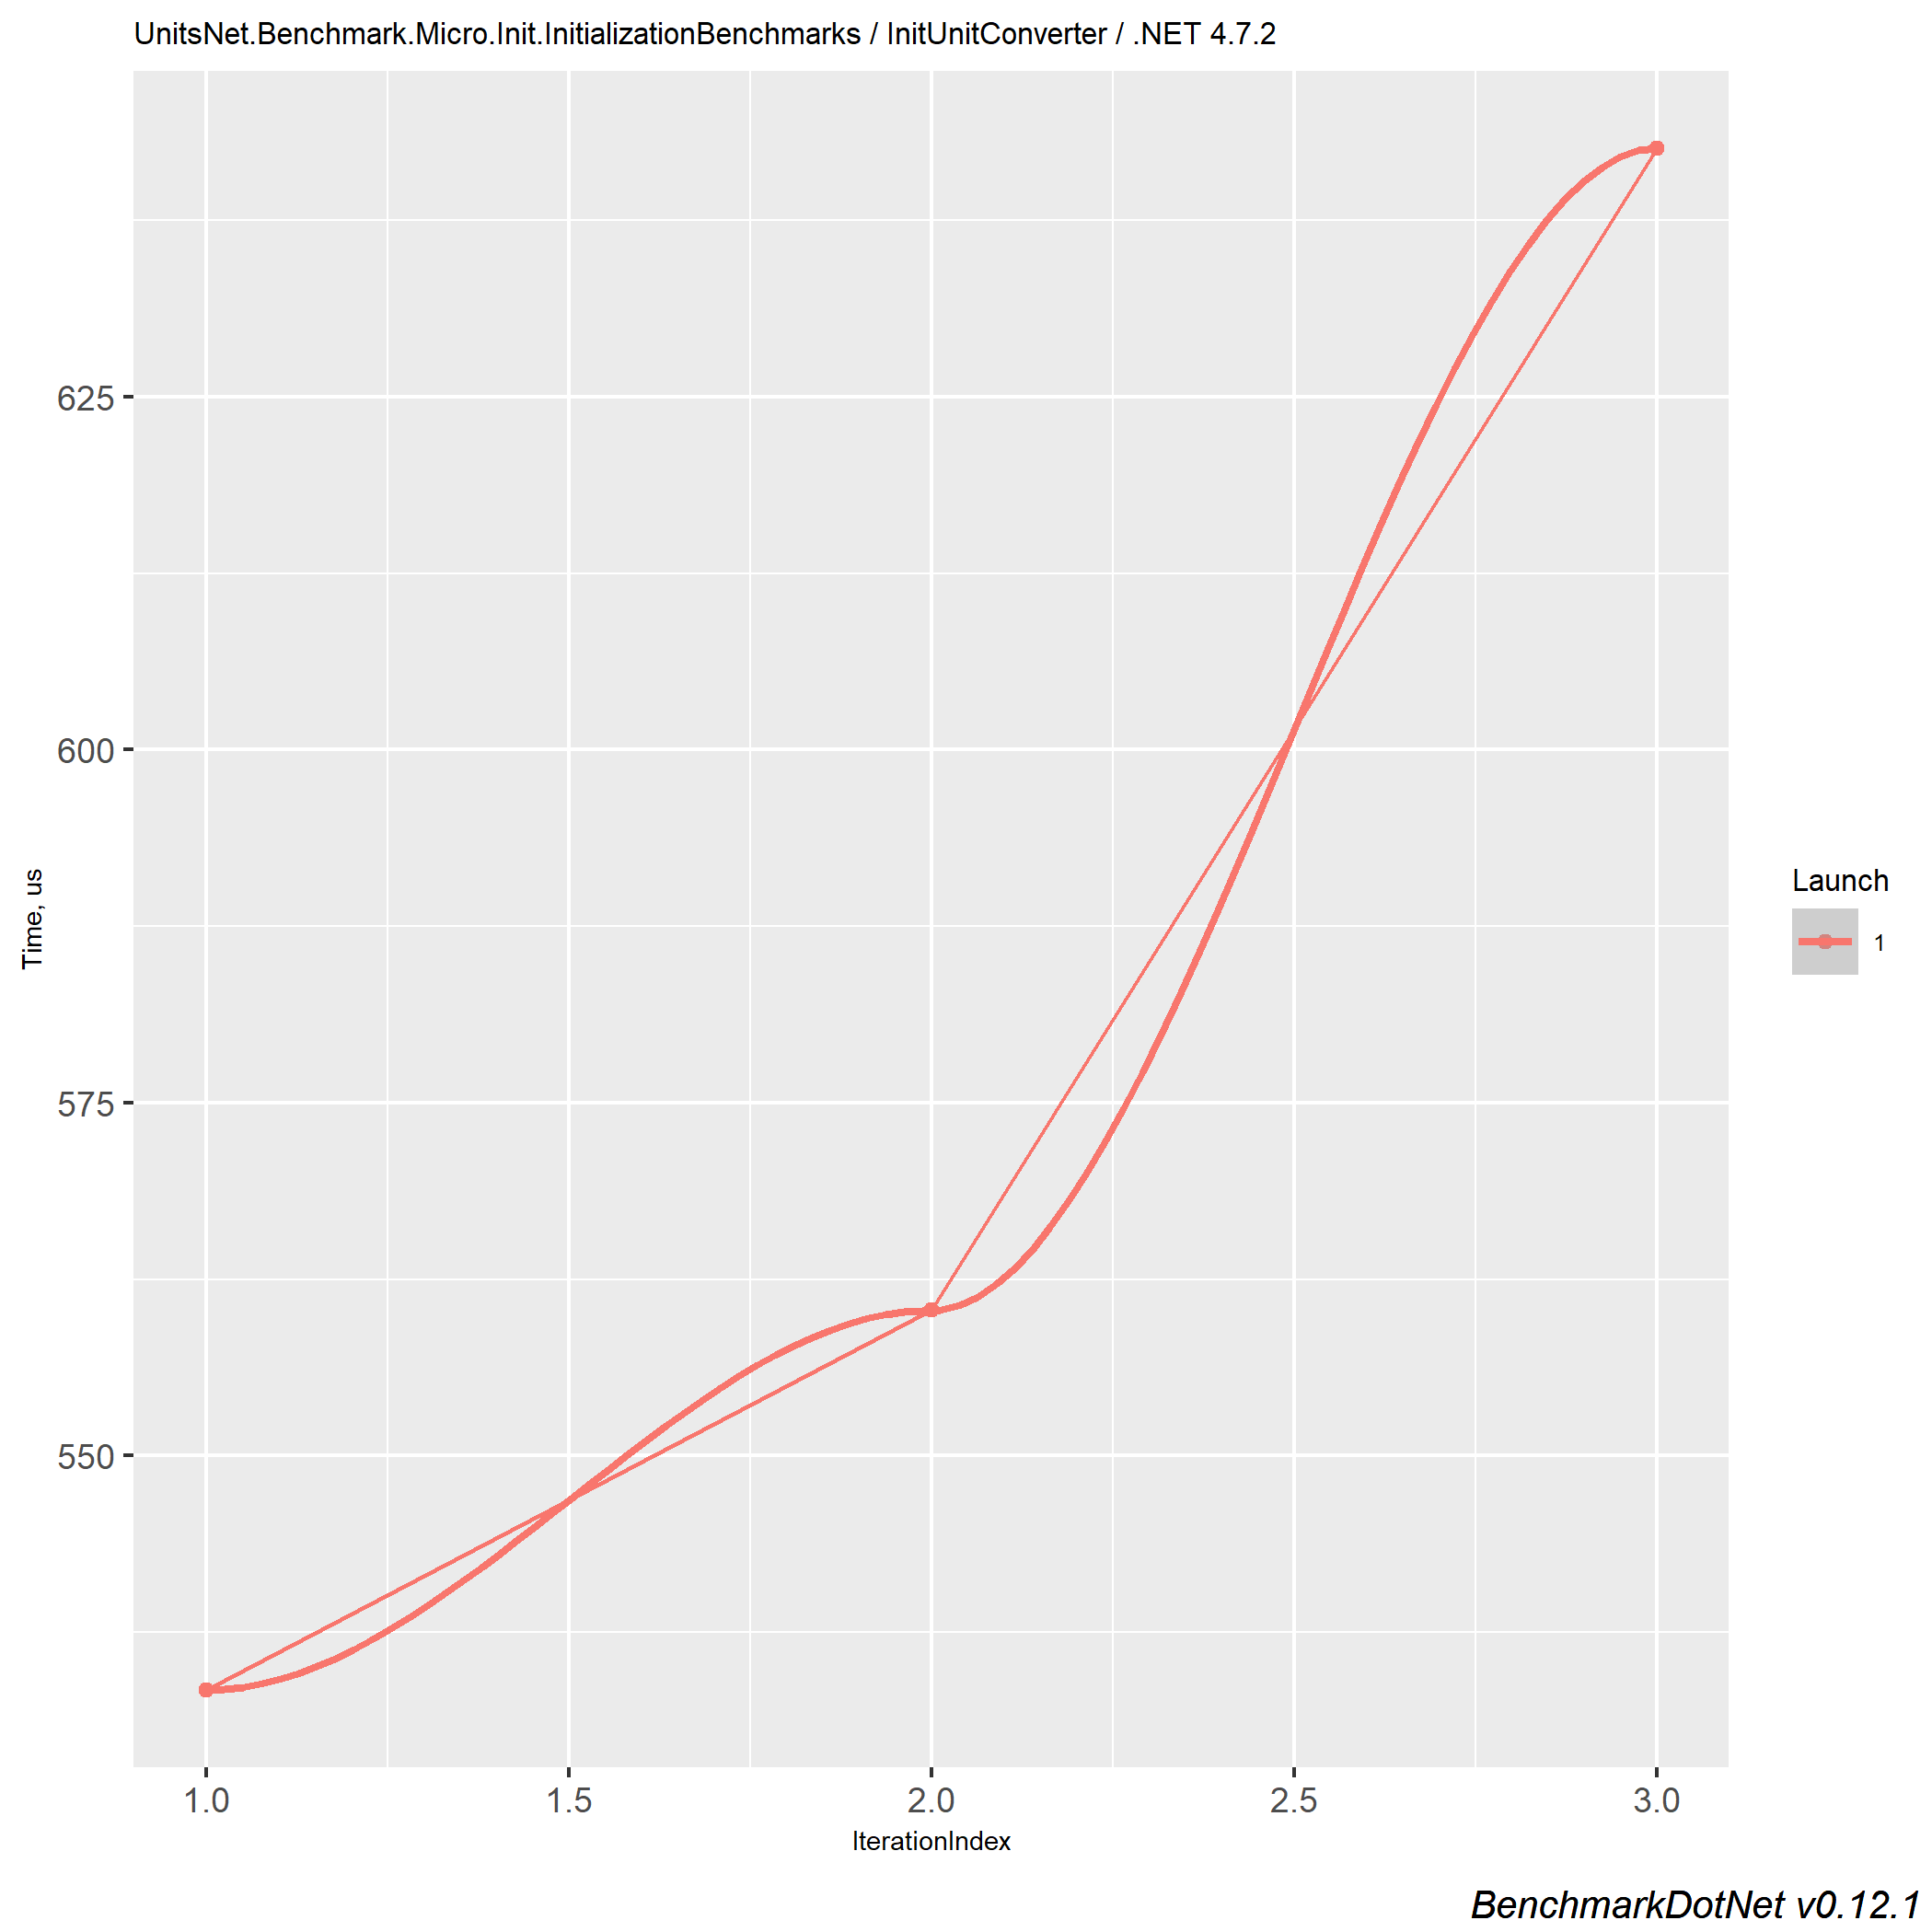 UnitsNet.Benchmark.Micro.Init.InitializationBenchmarks / InitUnitConverter / .NET 4.7.2
625
600
575
550
Time, us
1.0 1.5 2.0 2.5 3.0
IterationIndex
Launch
1
BenchmarkDotNet v0.12.1